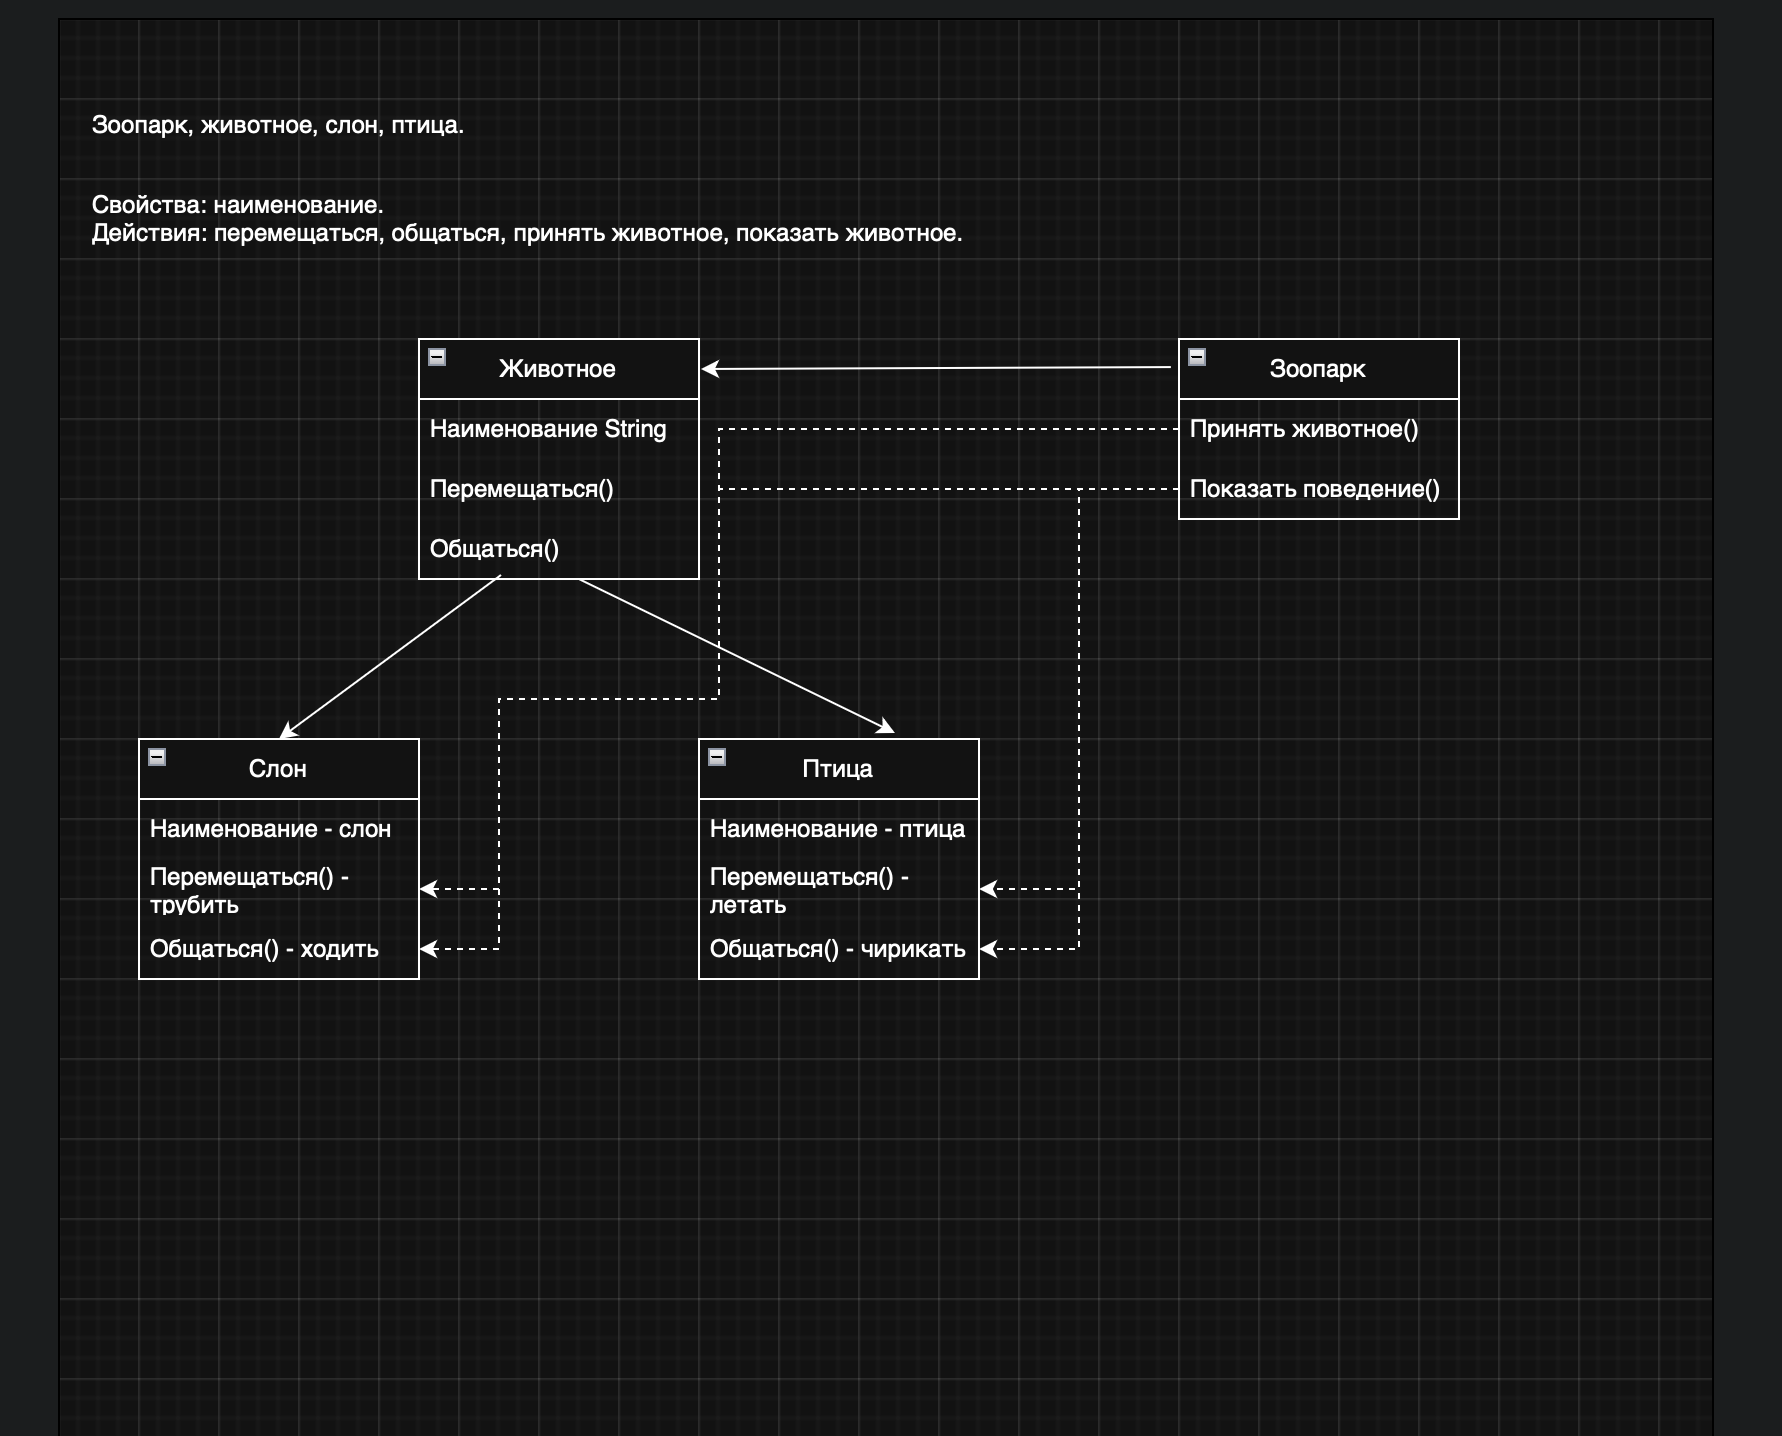 Зоопарк, животное, слон, птица.
Свойства: наименование.
Действия: перемещаться, общаться, принять животное, показать животное.
Животное
Наименование String
Перемещаться()
Общаться()
Зоопарк
Принять животное()
Показать поведение()
Слон
Наименование - слон
Перемещаться() -
трубить
Общаться() - ходить
Птица
Наименование - птица
Перемещаться() -
летать
Общаться() - чирикать